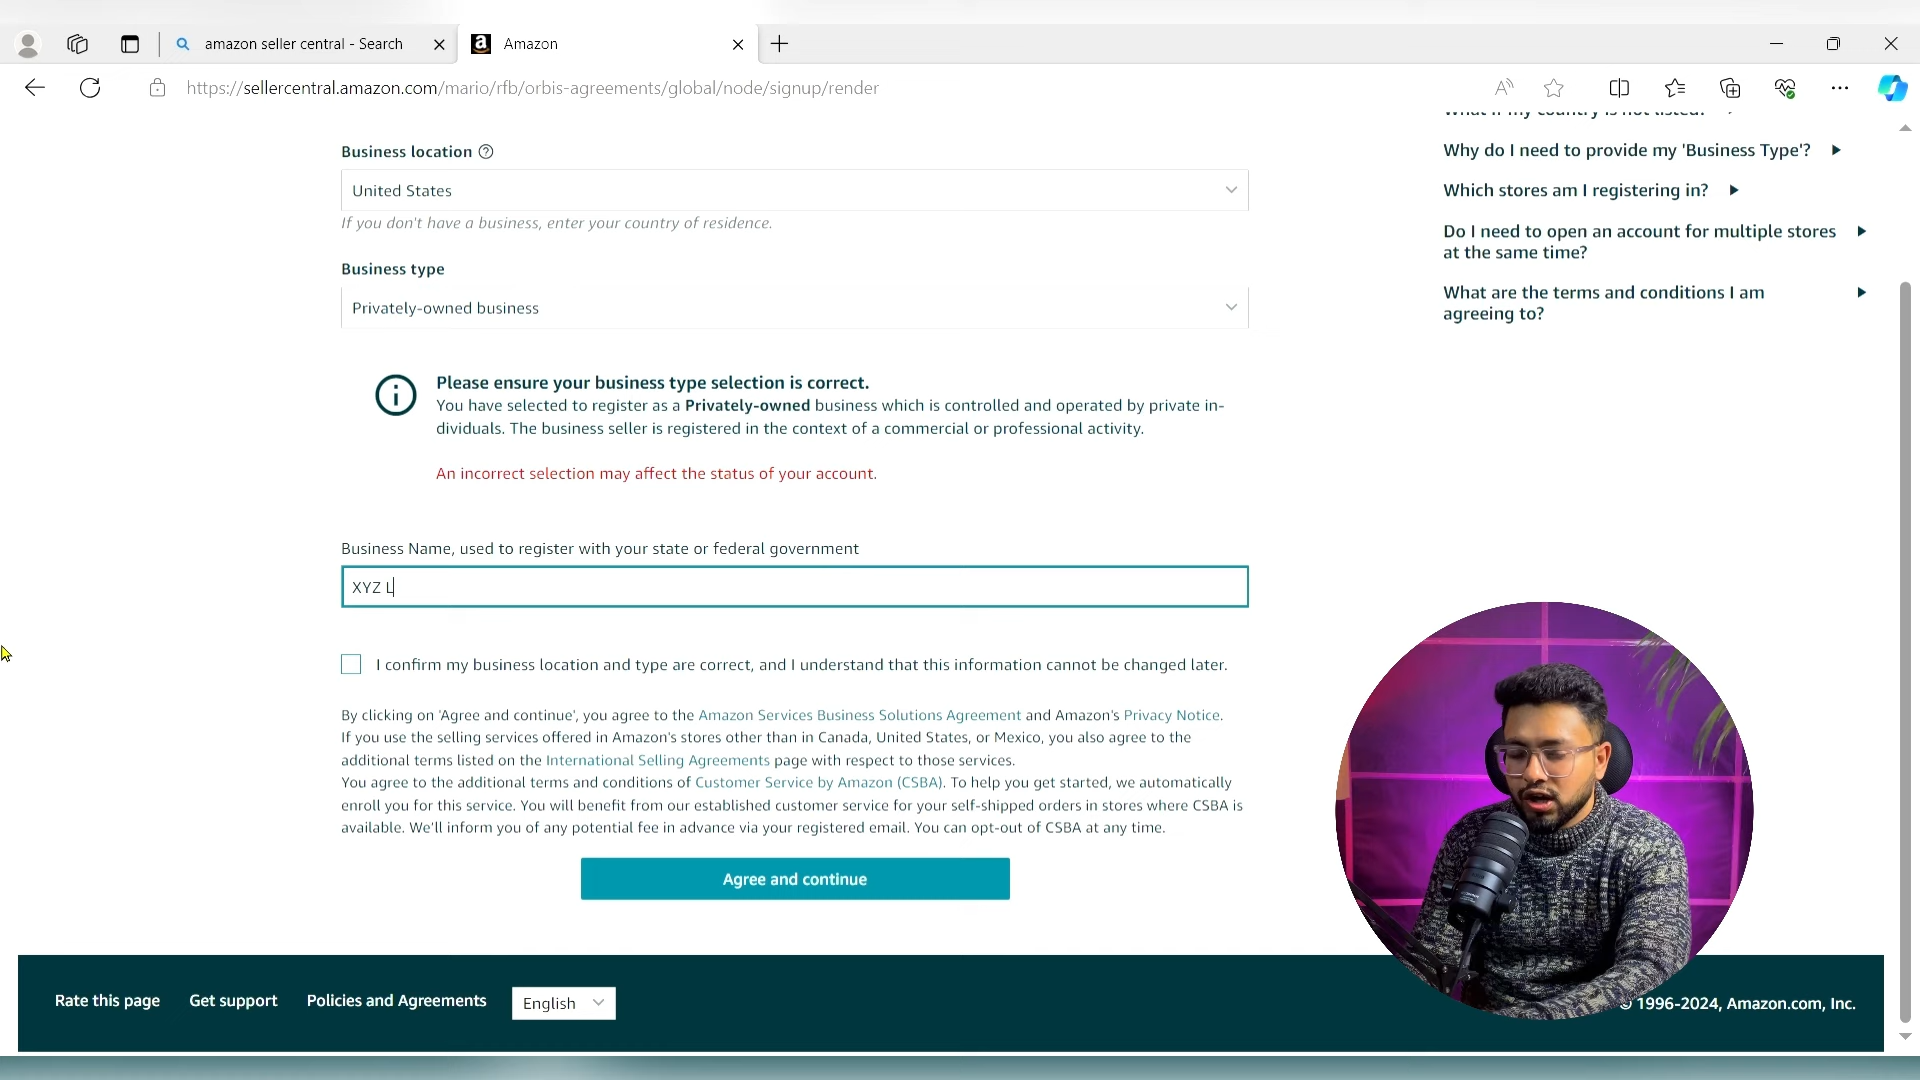 amazon seller central - Search
Amazon
https://sellercentral.amazon.com/mario/rfb/orbis-agreements/global/node/signup/render
What if my country is not listed?
Business location
United States
If you don't have a business, enter your country of residence.
Business type
Privately-owned business
Please ensure your business type selection is correct.
You have selected to register as a Privately-owned business which is controlled and operated by private in-
dividuals. The business seller is registered in the context of a commercial or professional activity.
An incorrect selection may affect the status of your account.
Business Name, used to register with your state or federal government
XYZ L
I confirm my business location and type are correct, and I understand that this information cannot be changed later.
By clicking on 'Agree and continue', you agree to the Amazon Services Business Solutions Agreement and Amazon's Privacy Notice.
If you use the selling services offered in Amazon's stores other than in Canada, United States, or Mexico, you also agree to the
additional terms listed on the International Selling Agreements page with respect to those services.
You agree to the additional terms and conditions of Customer Service by Amazon (CSBA). To help you get started, we automatically
enroll you for this service. You will benefit from our established customer service for your self-shipped orders in stores where CSBA is
available. We'll inform you of any potential fee in advance via your registered email. You can opt-out of CSBA at any time.
Agree and continue
Why do I need to provide my 'Business Type'?
Which stores am I registering in?
Do I need to open an account for multiple stores
at the same time?
What are the terms and conditions I am
agreeing to?
Rate this page
Get support
Policies and Agreements
English
© 1996-2024, Amazon.com, Inc.